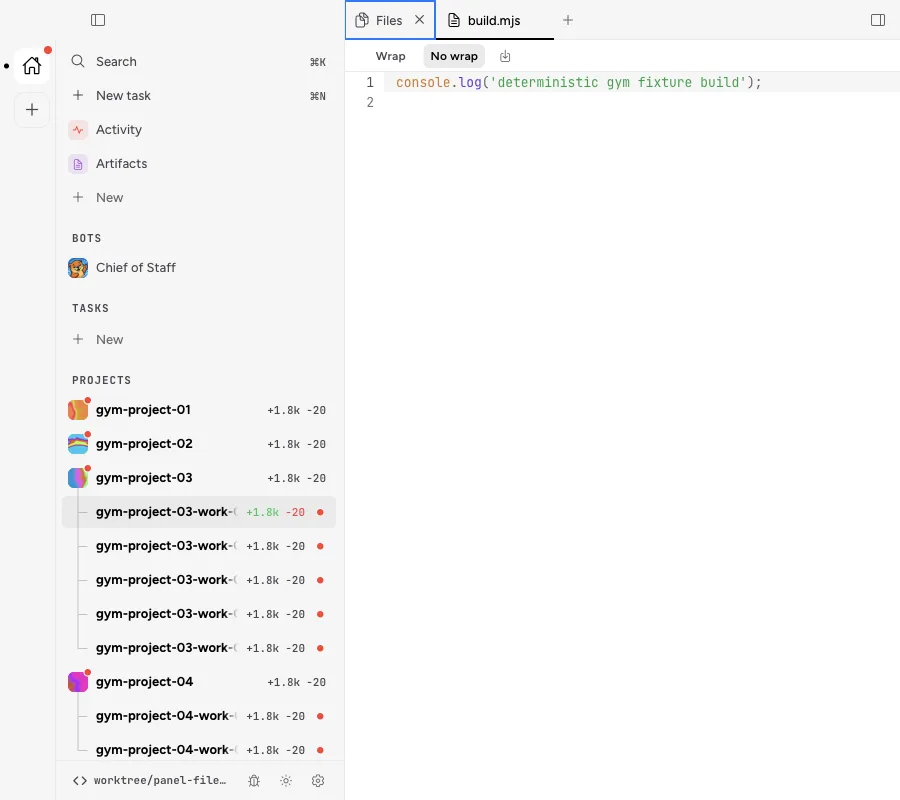 Files
build.mjs
Search ⌘K
New task ⌘N
Activity
Artifacts
New
BOTS
Chief of Staff
TASKS
New
PROJECTS
gym-project-01 +1.8k -20
gym-project-02 +1.8k -20
gym-project-03 +1.8k -20
gym-project-03-work- +1.8k -20
gym-project-03-work- +1.8k -20
gym-project-03-work- +1.8k -20
gym-project-03-work- +1.8k -20
gym-project-03-work- +1.8k -20
gym-project-04 +1.8k -20
gym-project-04-work- +1.8k -20
gym-project-04-work- +1.8k -20
worktree/panel-file…
Wrap No wrap
1 console.log('deterministic gym fixture build');
2